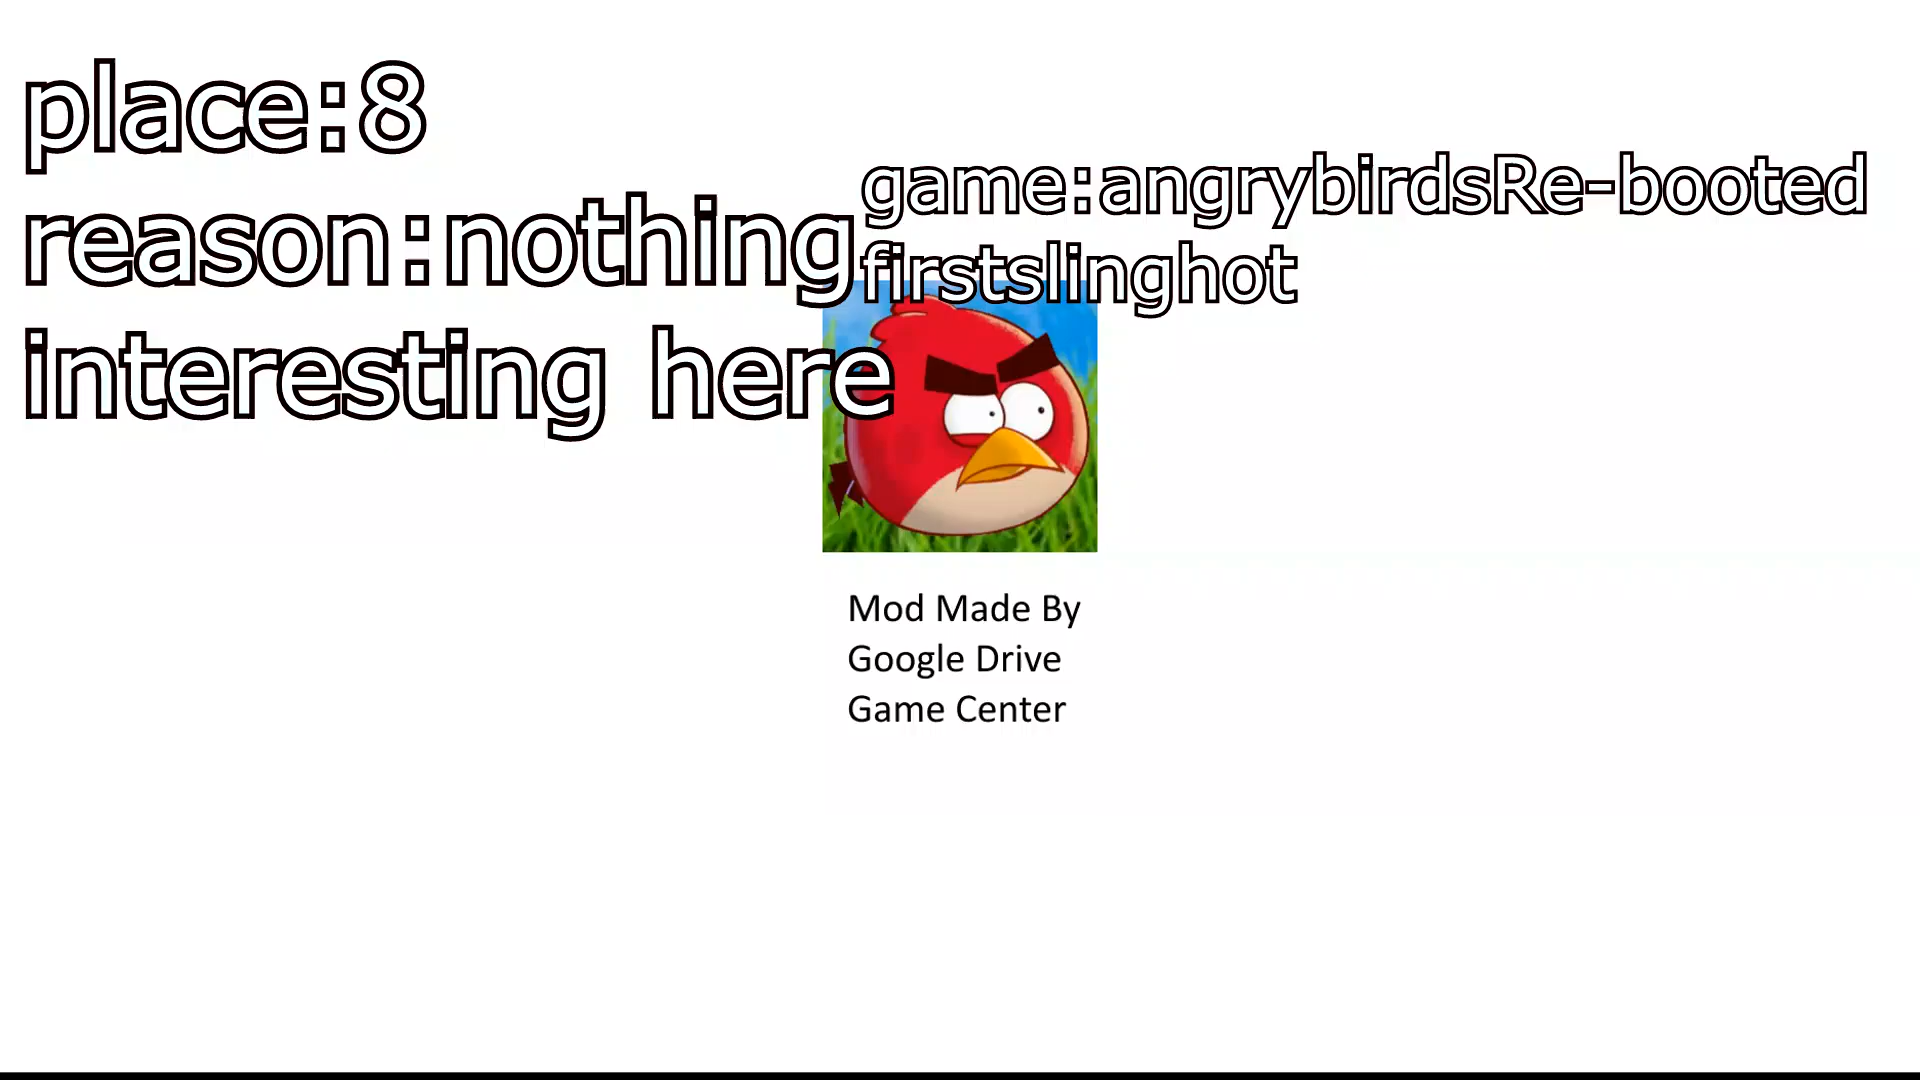 place:8
reason:nothing
interesting here
game:angrybirdsRe-booted
firstslinghot
Mod Made By
Google Drive
Game Center